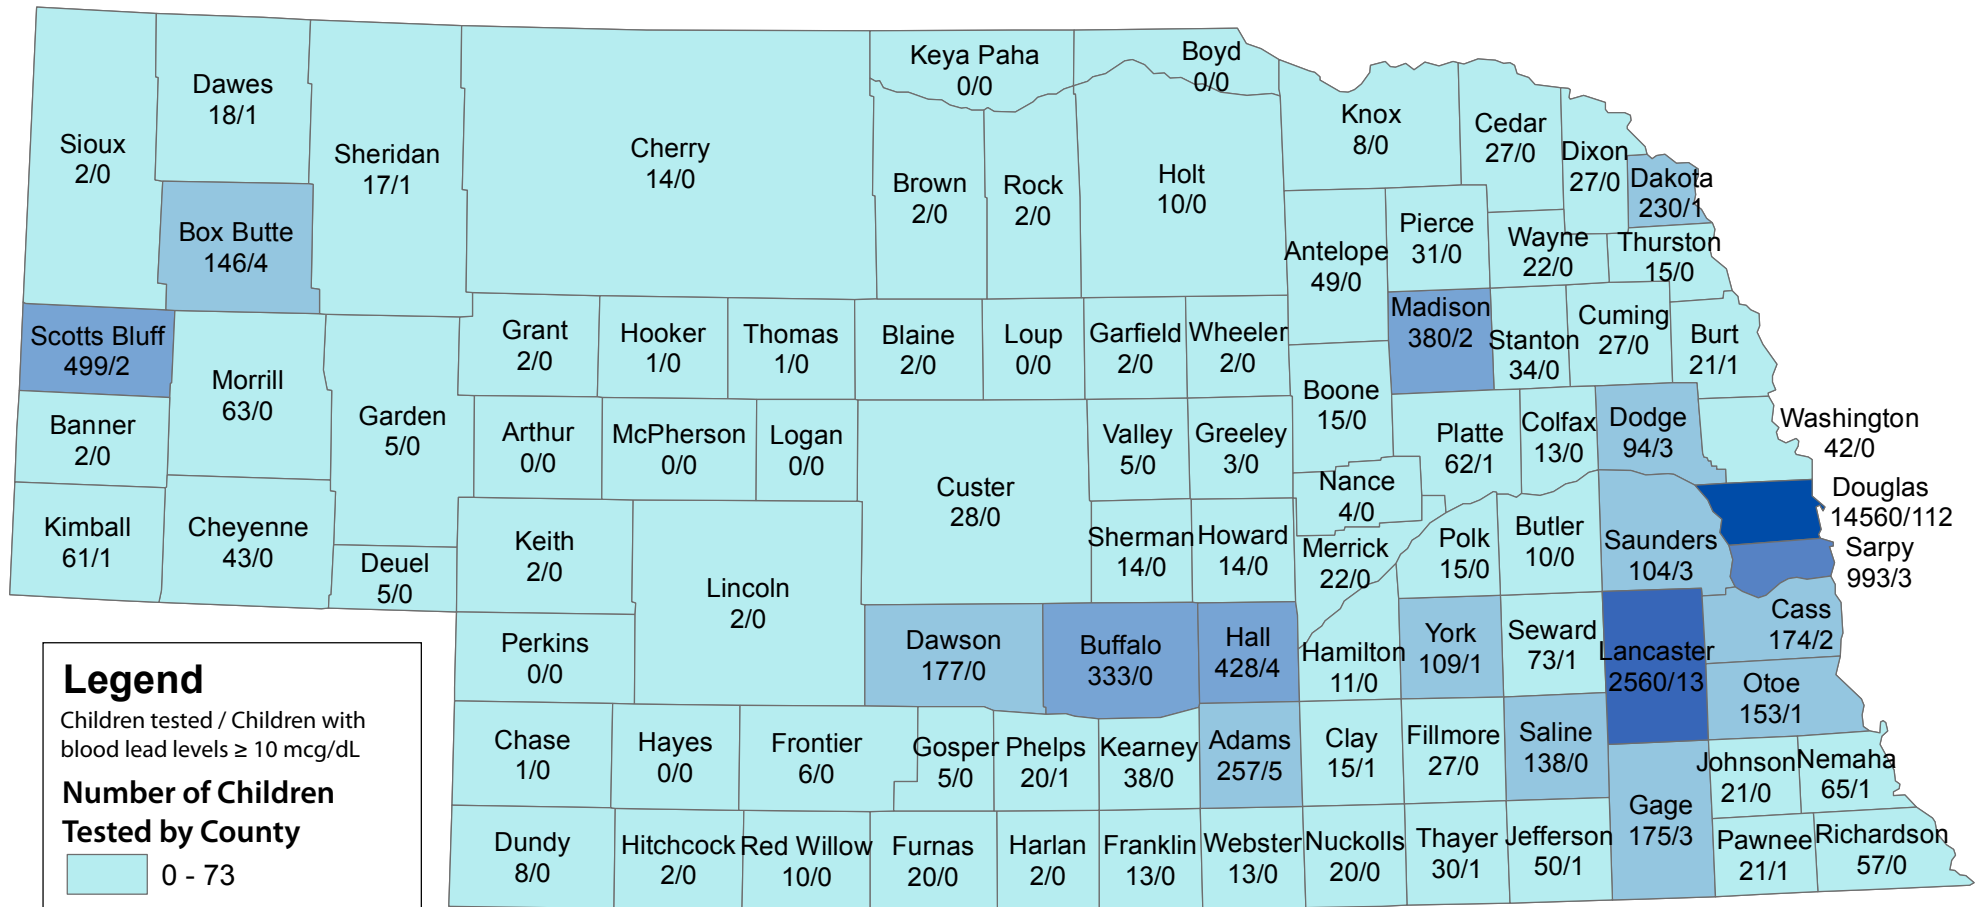 Sioux
2/0
Dawes
18/1
Box Butte
146/4
Sheridan
17/1
Cherry
14/0
Keya Paha
0/0
Boyd
0/0
Brown
2/0
Rock
2/0
Holt
10/0
Knox
8/0
Cedar
27/0
Dixon
27/0
Dakota
230/1
Antelope
49/0
Pierce
31/0
Wayne
22/0
Thurston
15/0
Scotts Bluff
499/2
Banner
2/0
Kimball
61/1
Morrill
63/0
Cheyenne
43/0
Garden
5/0
Deuel
5/0
Grant
2/0
Hooker
1/0
Thomas
1/0
Blaine
2/0
Loup
0/0
Garfield
2/0
Wheeler
2/0
Madison
380/2
Stanton
34/0
Cuming
27/0
Burt
21/1
Arthur
0/0
McPherson
0/0
Logan
0/0
Custer
28/0
Valley
5/0
Greeley
3/0
Boone
15/0
Platte
62/1
Colfax
13/0
Dodge
94/3
Washington
42/0
Nance
4/0
Keith
2/0
Lincoln
2/0
Sherman
14/0
Howard
14/0
Merrick
22/0
Polk
15/0
Butler
10/0
Saunders
104/3
Douglas
14560/112
Sarpy
993/3
Perkins
0/0
Dawson
177/0
Buffalo
333/0
Hall
428/4
Hamilton
11/0
York
109/1
Seward
73/1
Lancaster
2560/13
Cass
174/2
Otoe
153/1
Chase
1/0
Hayes
0/0
Frontier
6/0
Gosper
5/0
Phelps
20/1
Kearney
38/0
Adams
257/5
Clay
15/1
Fillmore
27/0
Saline
138/0
Gage
175/3
Johnson
21/0
Nemaha
65/1
Dundy
8/0
Hitchcock
2/0
Red Willow
10/0
Furnas
20/0
Harlan
2/0
Franklin
13/0
Webster
13/0
Nuckolls
20/0
Thayer
30/1
Jefferson
50/1
Pawnee
21/1
Richardson
57/0
Legend
Children tested / Children with
blood lead levels ≥ 10 mcg/dL
Number of Children
Tested by County
0 - 73